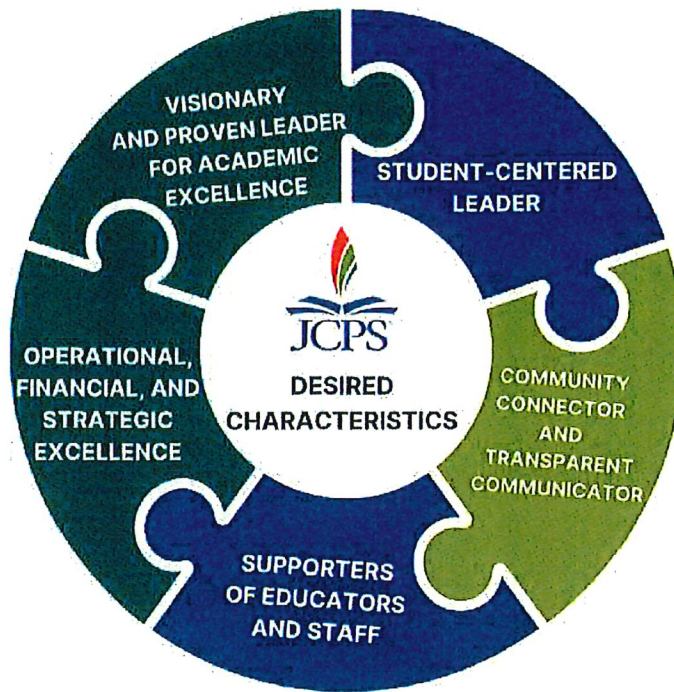 VISIONARY
AND PROVEN LEADER
FOR ACADEMIC
EXCELLENCE
STUDENT-CENTERED
LEADER
JCPS
DESIRED
CHARACTERISTICS
OPERATIONAL,
FINANCIAL, AND
STRATEGIC
EXCELLENCE
COMMUNITY
CONNECTOR
AND
TRANSPARENT
COMMUNICATOR
SUPPORTERS
OF EDUCATORS
AND STAFF